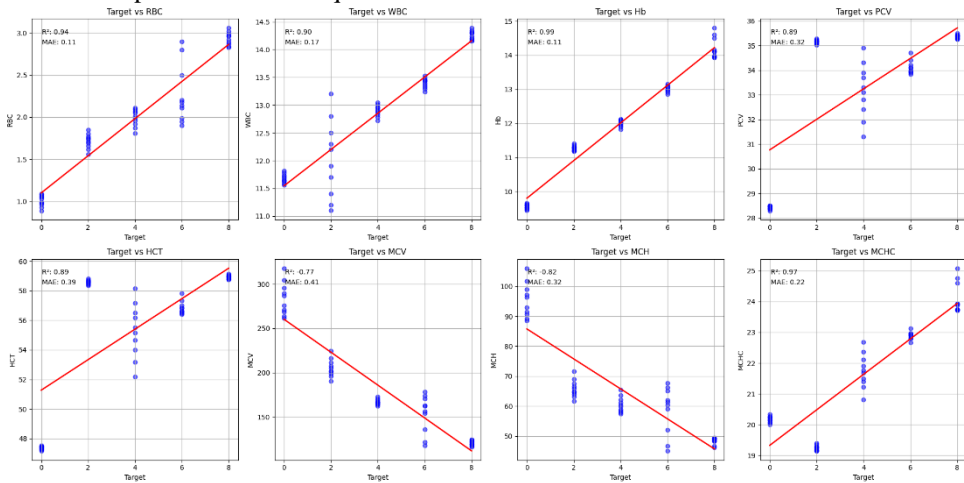 Target vs RBC
R²: 0.94
MAE: 0.11
3.0
2.5
2.0
1.5
1.0
RBC
0 2 4 6 8
Target
Target vs WBC
R²: 0.90
MAE: 0.17
14.5
14.0
13.5
13.0
12.5
12.0
11.5
11.0
WBC
0 2 4 6 8
Target
Target vs Hb
R²: 0.99
MAE: 0.11
15
14
13
12
11
10
Hb
0 2 4 6 8
Target
Target vs PCV
R²: 0.89
MAE: 0.32
36
35
34
33
32
31
30
29
28
PCV
0 2 4 6 8
Target
Target vs HCT
R²: 0.89
MAE: 0.39
60
58
56
54
52
50
48
HCT
0 2 4 6 8
Target
Target vs MCV
R²: -0.77
MAE: 0.41
300
250
200
150
MCV
0 2 4 6 8
Target
Target vs MCH
R²: -0.82
MAE: 0.32
100
90
80
70
60
50
MCH
0 2 4 6 8
Target
Target vs MCHC
R²: 0.97
MAE: 0.22
25
24
23
22
21
20
MCHC
0 2 4 6 8
Target